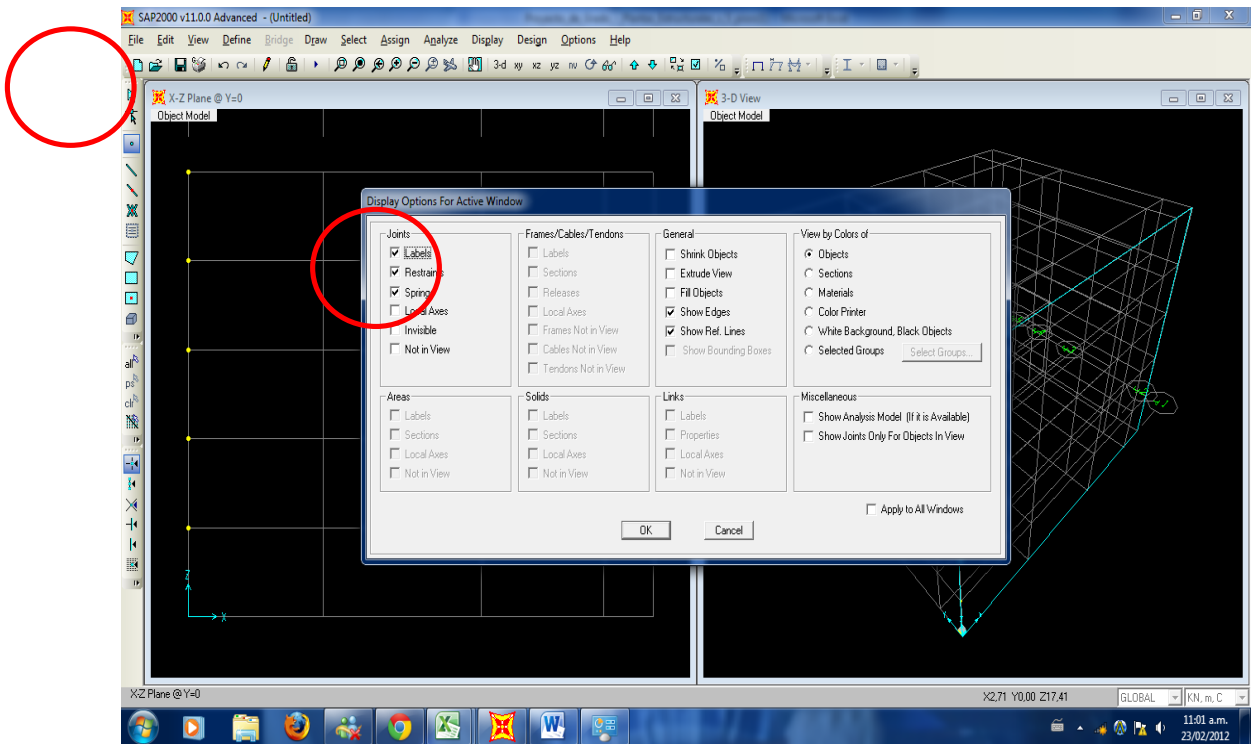 SAP2000 v11.0.0 Advanced - (Untitled)
File Edit View Define Bridge Draw Select Assign Analyze Display Design Options Help
3-d xy xz yz nv
X-Z Plane @ Y=0
Object Model
3-D View
Object Model
all
ps
clr
Z
X
Display Options For Active Window
Joints
Labels
Restraints
Springs
Local Axes
Invisible
Not in View
Frames/Cables/Tendons
Labels
Sections
Releases
Local Axes
Frames Not in View
Cables Not in View
Tendons Not in View
General
Shrink Objects
Extrude View
Fill Objects
Show Edges
Show Ref. Lines
Show Bounding Boxes
View by Colors of
Objects
Sections
Materials
Color Printer
White Background, Black Objects
Selected Groups Select Groups...
Areas
Labels
Sections
Local Axes
Not in View
Solids
Labels
Sections
Local Axes
Not in View
Links
Labels
Properties
Local Axes
Not in View
Miscellaneous
Show Analysis Model (If it is Available)
Show Joints Only For Objects In View
Apply to All Windows
OK Cancel
X-Z Plane @ Y=0
X2,71 Y0,00 Z17,41
GLOBAL
KN, m, C
11:01 a.m.
23/02/2012